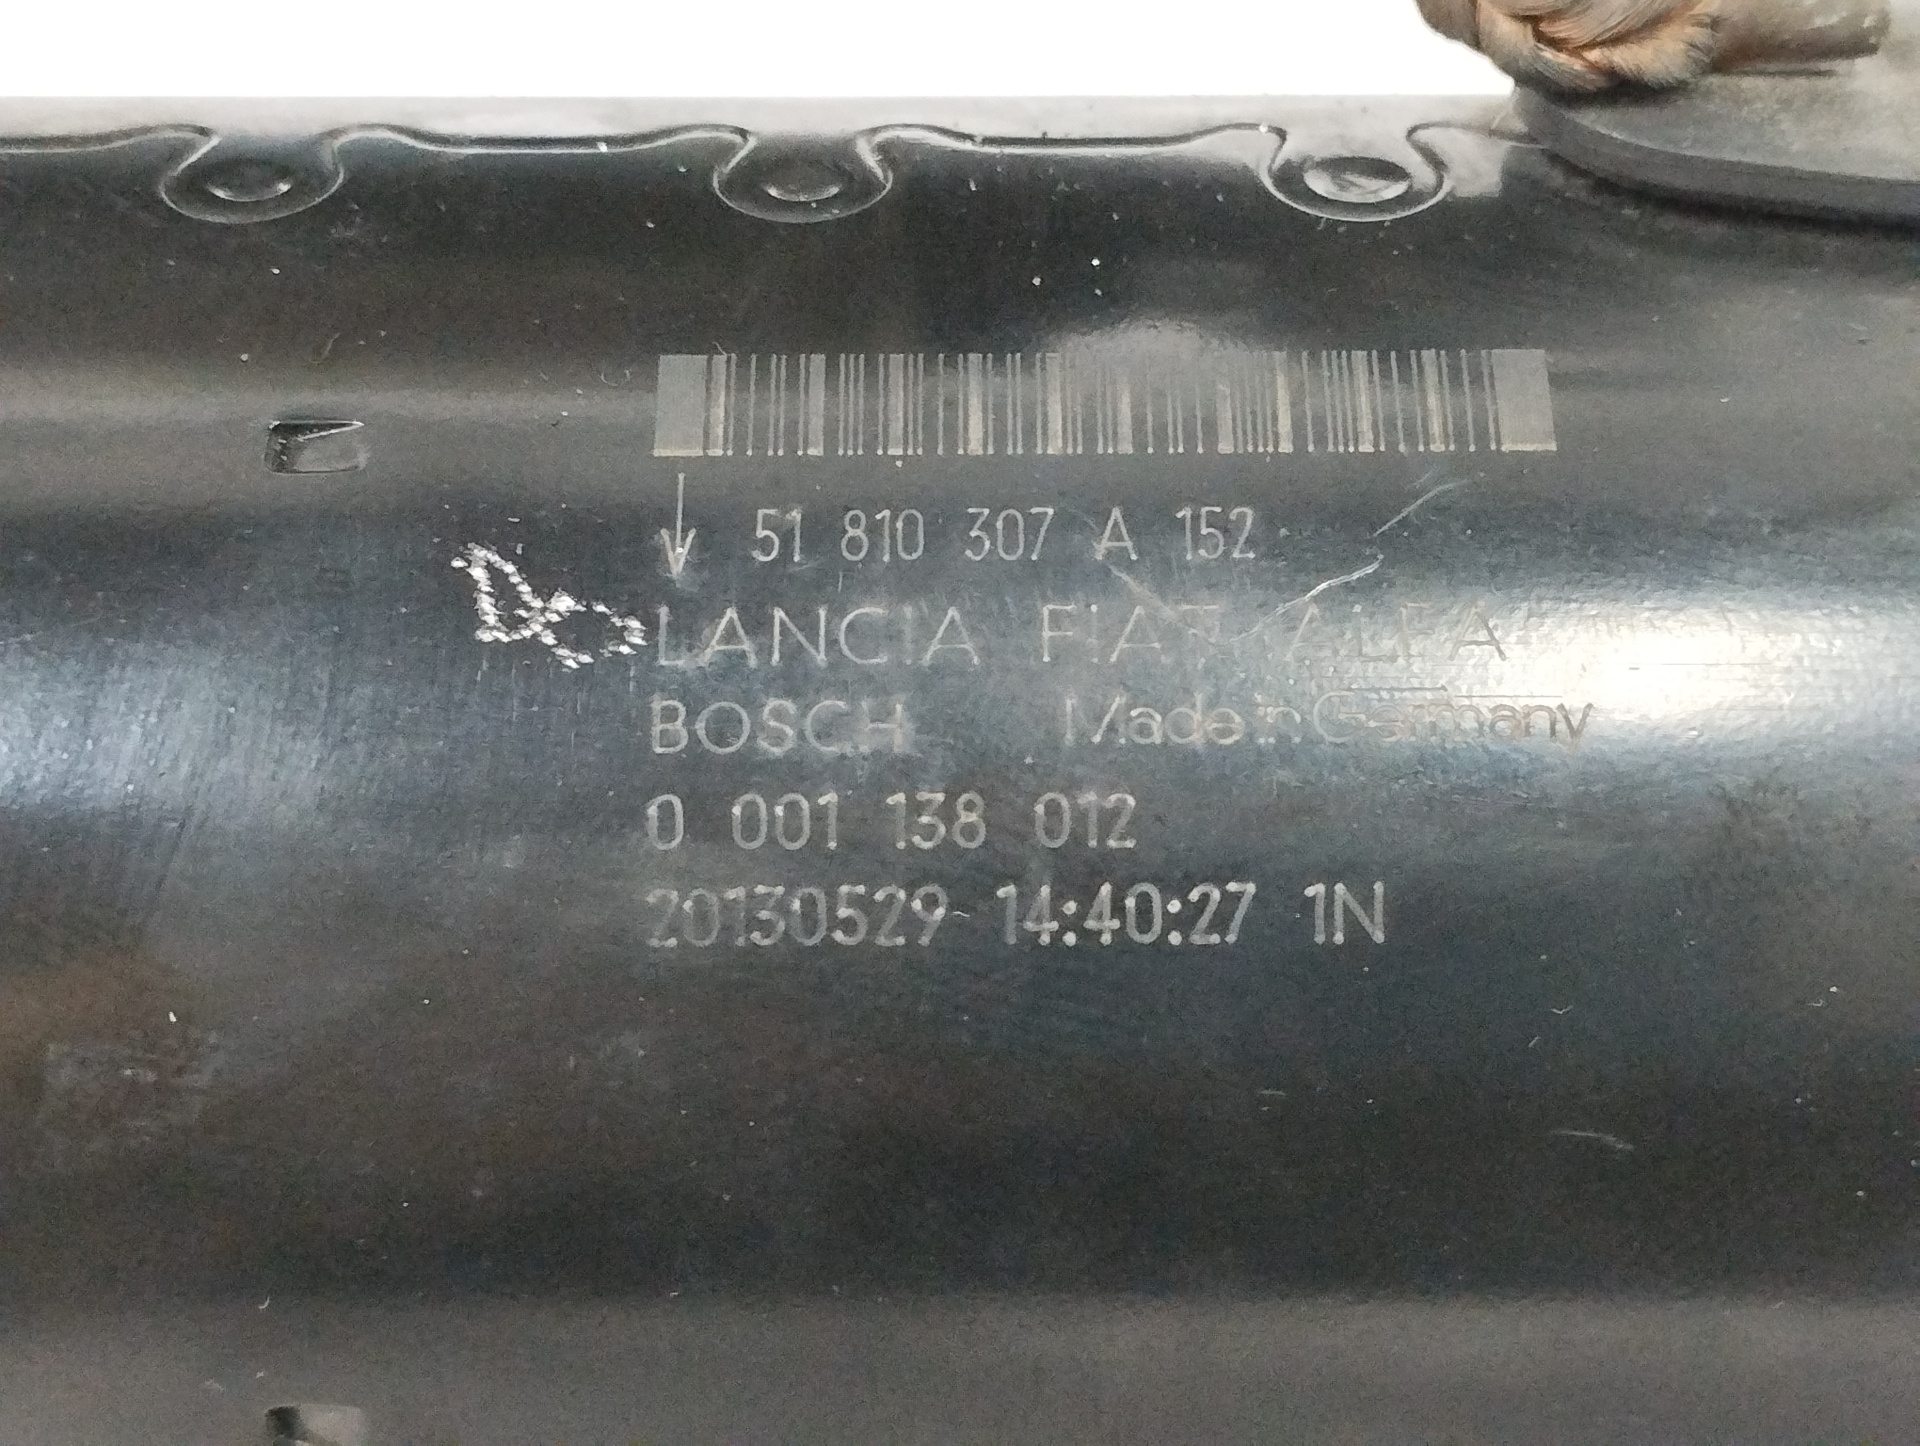 51 810 307 A 152
LANCIA FIAT ALFA
BOSCH Made in Germany
0 001 138 012
20130529 14:40:27 1N